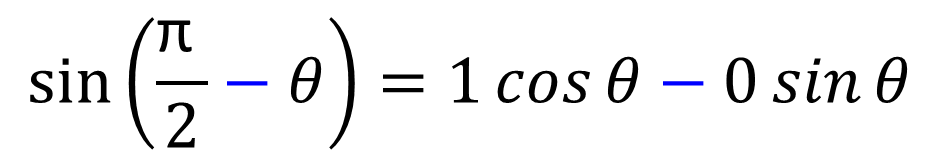 sin(π/2 − θ) = 1 cos θ − 0 sin θ